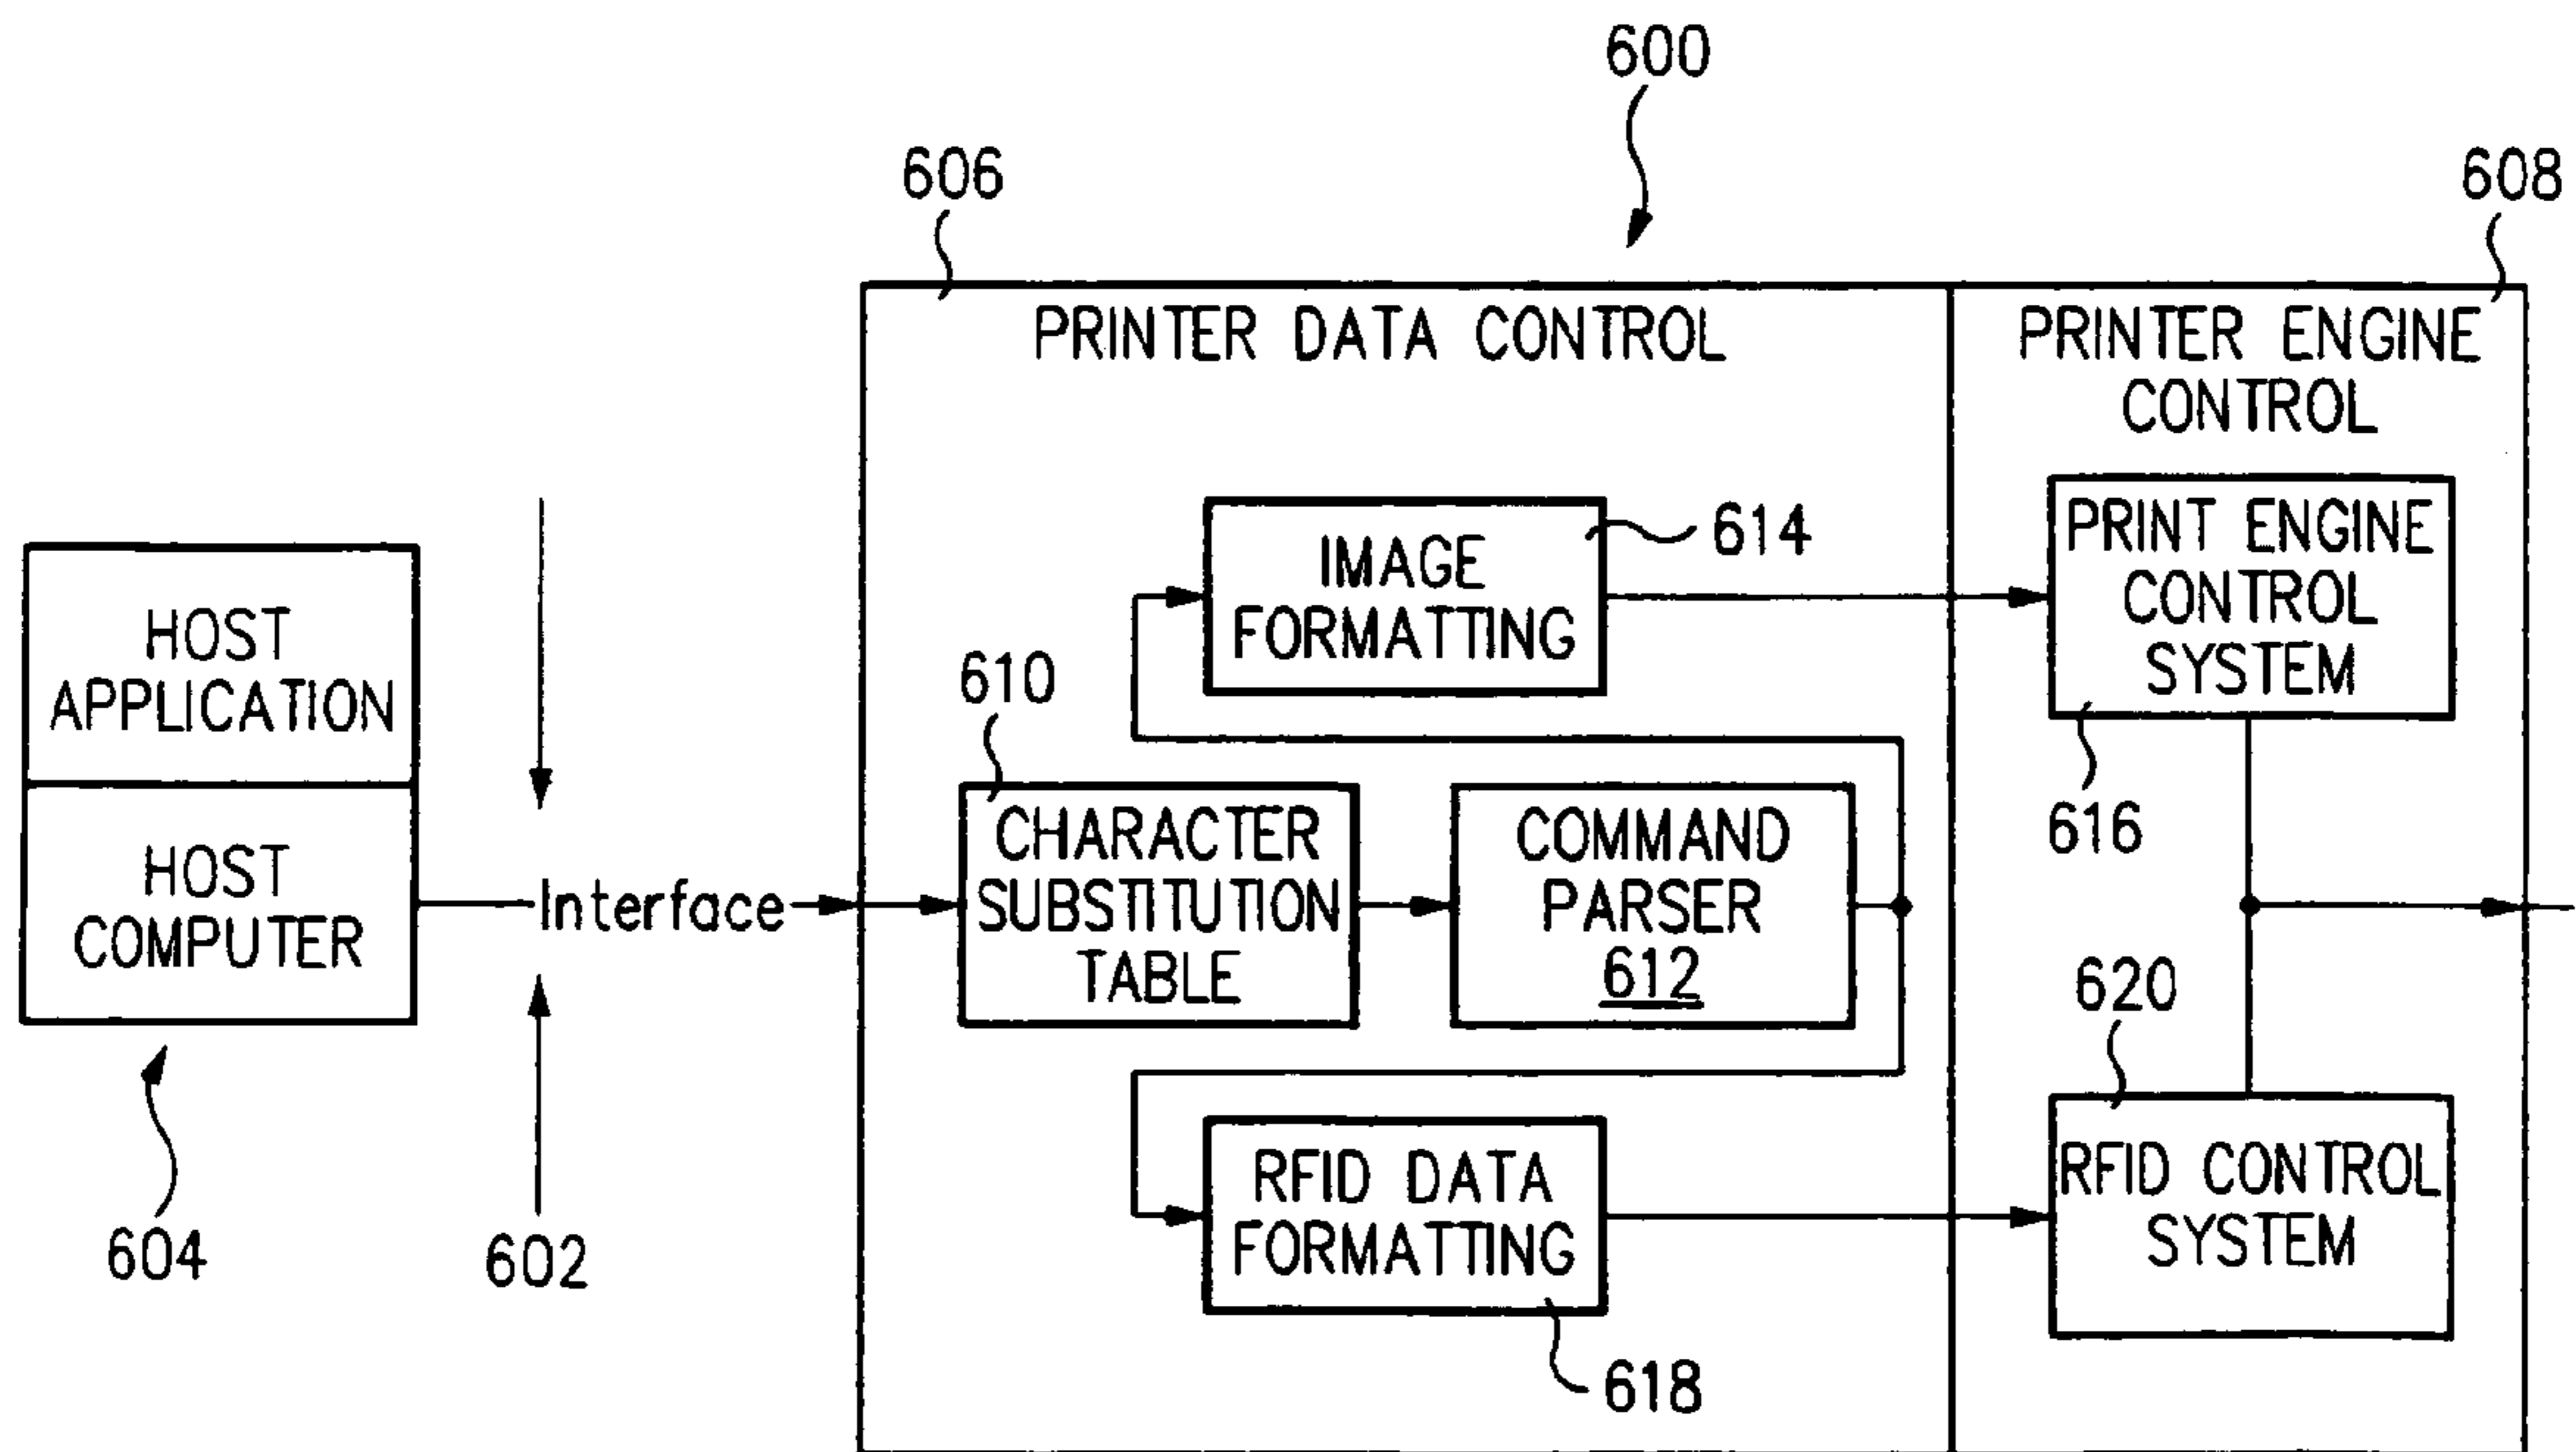 600
606
608
PRINTER DATA CONTROL
PRINTER ENGINE
CONTROL
HOST
APPLICATION
HOST
COMPUTER
604
602
Interface
610
CHARACTER
SUBSTITUTION
TABLE
COMMAND
PARSER
612
IMAGE
FORMATTING
614
PRINT ENGINE
CONTROL
SYSTEM
616
RFID DATA
FORMATTING
618
620
RFID CONTROL
SYSTEM